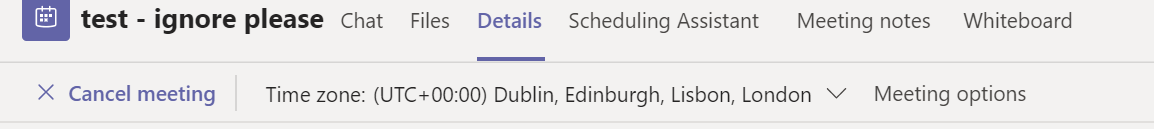 test - ignore please Chat Files Details Scheduling Assistant Meeting notes Whiteboard
Cancel meeting Time zone: (UTC+00:00) Dublin, Edinburgh, Lisbon, London Meeting options